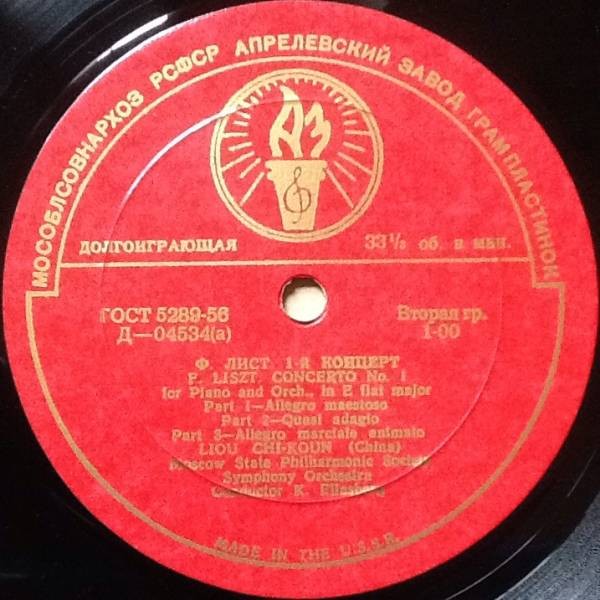 МОСОБЛСОВНАРХОЗ РСФСР АПРЕЛЕВСКИЙ ЗАВОД ГРАМПЛАСТИНОК
АЗ
ДОЛГОИГРАЮЩАЯ
33⅓ об. в мин.
ГОСТ 5289-56
Д—04534(а)
Вторая гр.
1-00
Ф. ЛИСТ 1-й КОНЦЕРТ
F. LISZT. CONCERTO No. 1
for Piano and Orch., in E flat major
Part 1—Allegro maestoso
Part 2—Quasi adagio
Part 3—Allegro marciale animato
LIOU CHI-KOUN (China)
Moscow State Philharmonic Society
Symphony Orchestra
Conductor K. Eliasberg
MADE IN THE U.S.S.R.